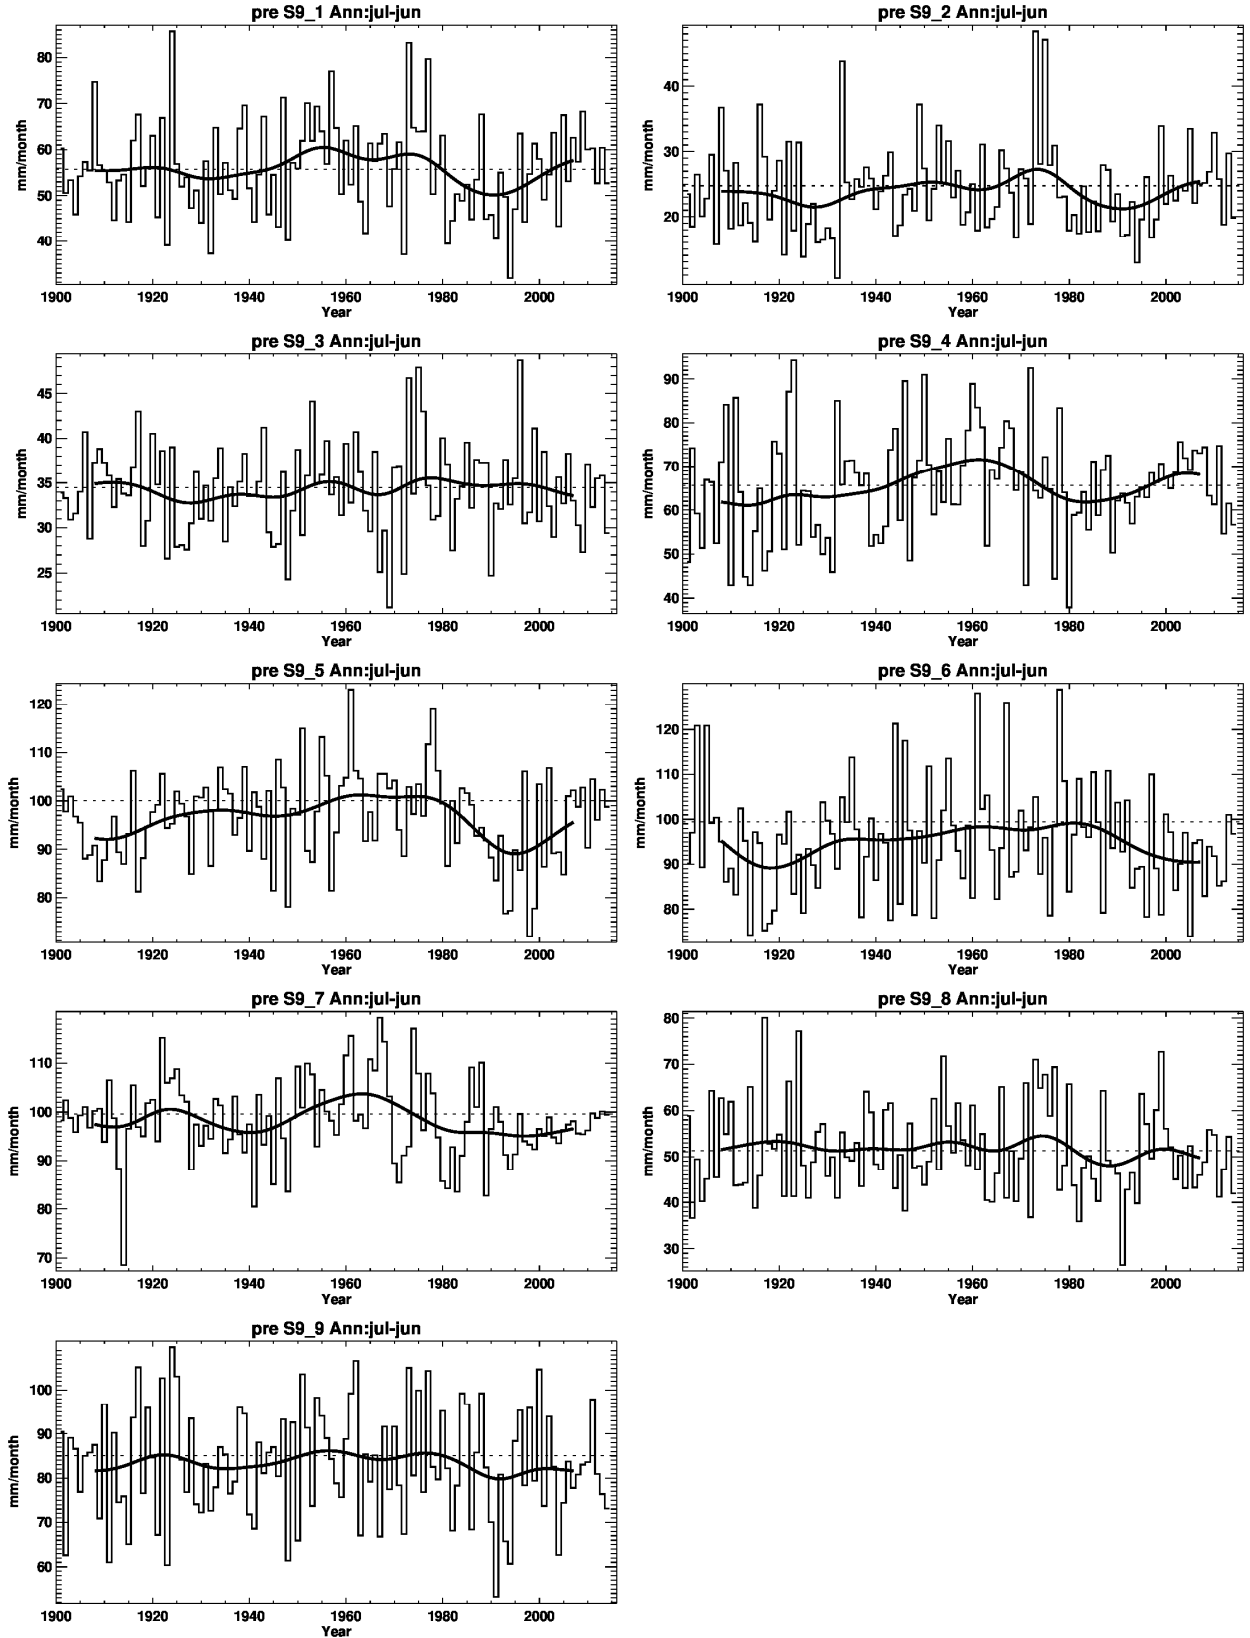 pre S9_1 Ann:jul-jun
mm/month
80
70
60
50
40
1900 1920 1940 1960 1980 2000
Year
pre S9_2 Ann:jul-jun
mm/month
40
30
20
1900 1920 1940 1960 1980 2000
Year
pre S9_3 Ann:jul-jun
mm/month
45
40
35
30
25
1900 1920 1940 1960 1980 2000
Year
pre S9_4 Ann:jul-jun
mm/month
90
80
70
60
50
40
1900 1920 1940 1960 1980 2000
Year
pre S9_5 Ann:jul-jun
mm/month
120
110
100
90
80
1900 1920 1940 1960 1980 2000
Year
pre S9_6 Ann:jul-jun
mm/month
120
110
100
90
80
1900 1920 1940 1960 1980 2000
Year
pre S9_7 Ann:jul-jun
mm/month
110
100
90
80
70
1900 1920 1940 1960 1980 2000
Year
pre S9_8 Ann:jul-jun
mm/month
80
70
60
50
40
30
1900 1920 1940 1960 1980 2000
Year
pre S9_9 Ann:jul-jun
mm/month
100
90
80
70
60
1900 1920 1940 1960 1980 2000
Year